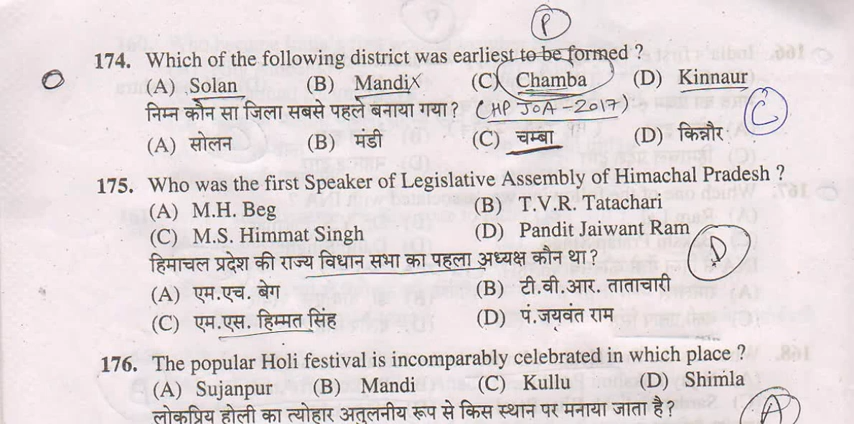 P
174. Which of the following district was earliest to be formed ?
(A) Solan (B) Mandi (C) Chamba (D) Kinnaur
निम्न कौन सा जिला सबसे पहले बनाया गया? (HP JOA - 2017)
(A) सोलन (B) मंडी (C) चम्बा (D) किन्नौर
C
175. Who was the first Speaker of Legislative Assembly of Himachal Pradesh ?
(A) M.H. Beg (B) T.V.R. Tatachari
(C) M.S. Himmat Singh (D) Pandit Jaiwant Ram
हिमाचल प्रदेश की राज्य विधान सभा का पहला अध्यक्ष कौन था?
D
(A) एम.एच. बेग (B) टी.वी.आर. ताताचारी
(C) एम.एस. हिम्मत सिंह (D) पं.जयवंत राम
176. The popular Holi festival is incomparably celebrated in which place ?
(A) Sujanpur (B) Mandi (C) Kullu (D) Shimla
लोकप्रिय होली का त्योहार अतुलनीय रूप से किस स्थान पर मनाया जाता है?
A